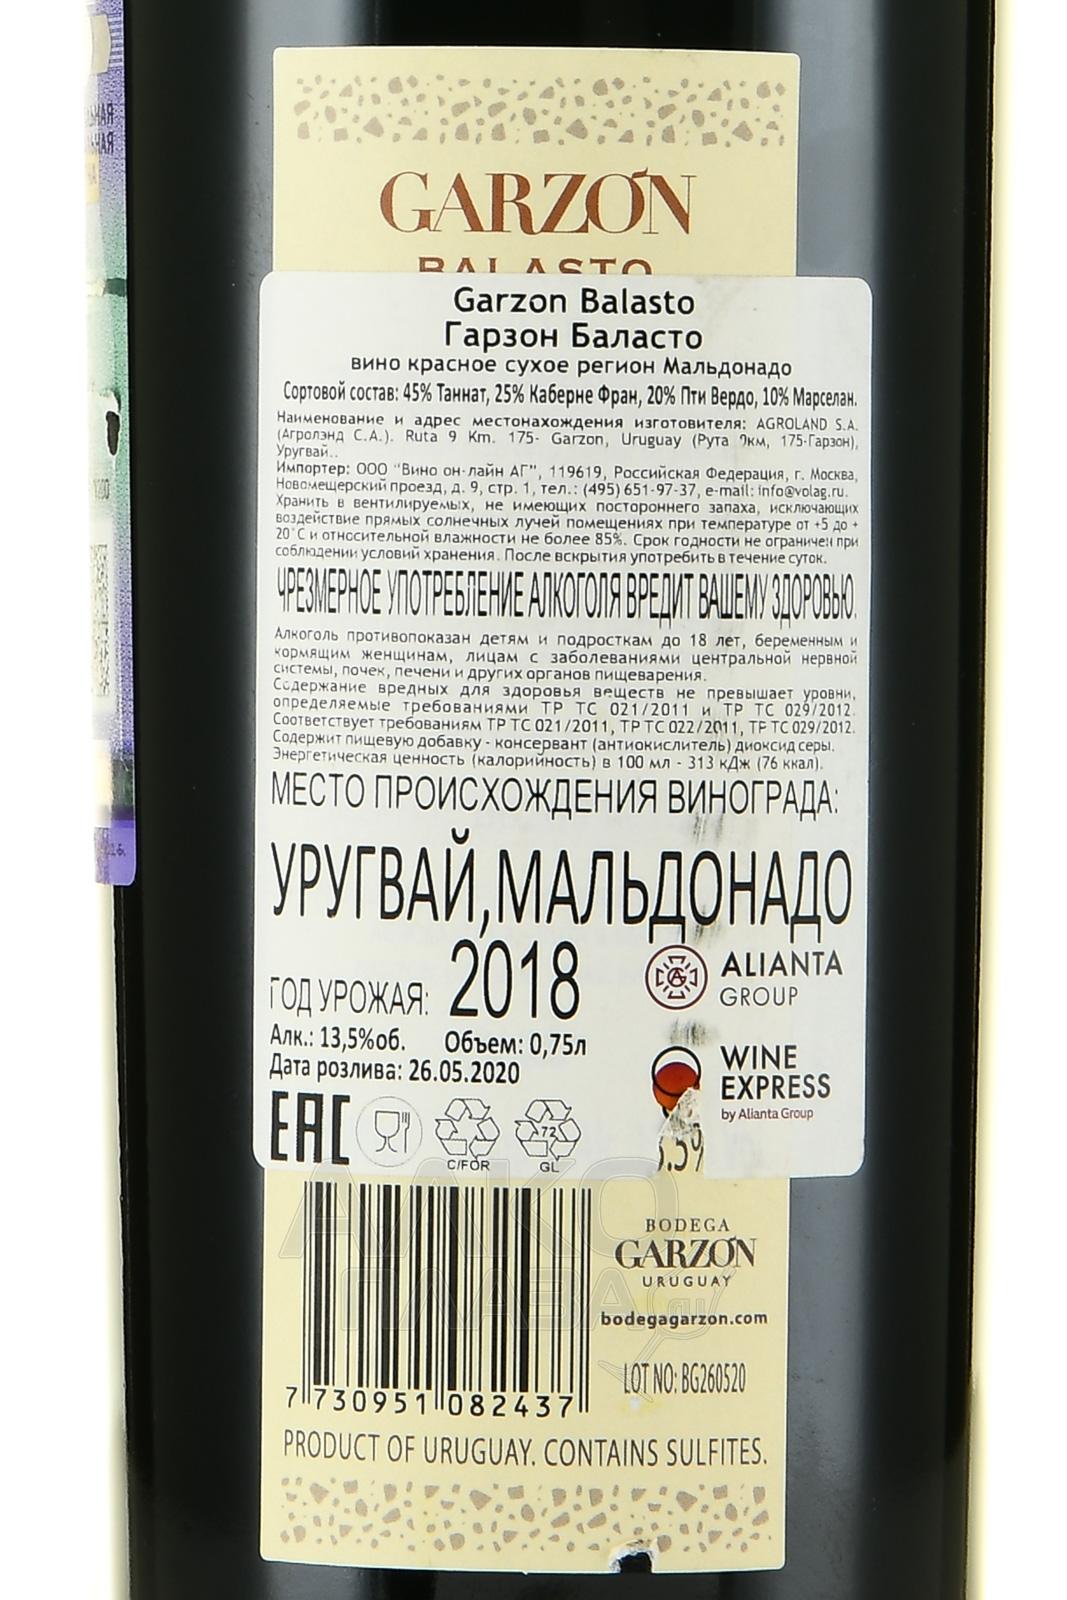 GARZÓN
BALASTO
Garzon Balasto
Гарзон Баласто
вино красное сухое регион Мальдонадо
Сортовой состав: 45% Таннат, 25% Каберне Фран, 20% Пти Вердо, 10% Марселан.
Наименование и адрес местонахождения изготовителя: AGROLAND S.A.
(Агролэнд С.А.). Ruta 9 Km. 175- Garzon, Uruguay (Рута 9км, 175-Гарзон),
Уругвай..
Импортер: ООО "Вино он-лайн АГ", 119619, Российская Федерация, г. Москва,
Новомещерский проезд, д. 9, стр. 1, тел.: (495) 651-97-37, e-mail: info@volag.ru.
Хранить в вентилируемых, не имеющих постороннего запаха, исключающих
воздействие прямых солнечных лучей помещениях при температуре от +5 до +
20°С и относительной влажности не более 85%. Срок годности не ограничен при
соблюдении условий хранения. После вскрытия употребить в течение суток.
ЧРЕЗМЕРНОЕ УПОТРЕБЛЕНИЕ АЛКОГОЛЯ ВРЕДИТ ВАШЕМУ ЗДОРОВЬЮ.
Алкоголь противопоказан детям и подросткам до 18 лет, беременным и
кормящим женщинам, лицам с заболеваниями центральной нервной
системы, почек, печени и других органов пищеварения.
Содержание вредных для здоровья веществ не превышает уровни,
определяемые требованиями ТР ТС 021/2011 и ТР ТС 029/2012.
Соответствует требованиям ТР ТС 021/2011, ТР ТС 022/2011, ТР ТС 029/2012.
Содержит пищевую добавку - консервант (антиокислитель) диоксид серы.
Энергетическая ценность (калорийность) в 100 мл - 313 кДж (76 ккал).
МЕСТО ПРОИСХОЖДЕНИЯ ВИНОГРАДА:
УРУГВАЙ, МАЛЬДОНАДО
ГОД УРОЖАЯ: 2018
ALIANTA
GROUP
Алк.: 13,5%об. Объем: 0,75л
Дата розлива: 26.05.2020
WINE
EXPRESS
by Alianta Group
EAC
C/FOR
72
GL
BODEGA
GARZÓN
URUGUAY
bodegagarzon.com
LOT NO: BG260520
7 730951 082437
PRODUCT OF URUGUAY. CONTAINS SULFITES.
АЛКО
ГЛАВА
.ru